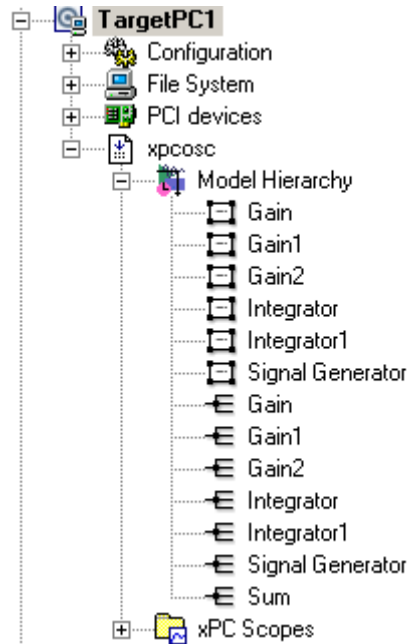 TargetPC1
Configuration
File System
PCI devices
xpcosc
Model Hierarchy
Gain
Gain1
Gain2
Integrator
Integrator1
Signal Generator
Gain
Gain1
Gain2
Integrator
Integrator1
Signal Generator
Sum
xPC Scopes